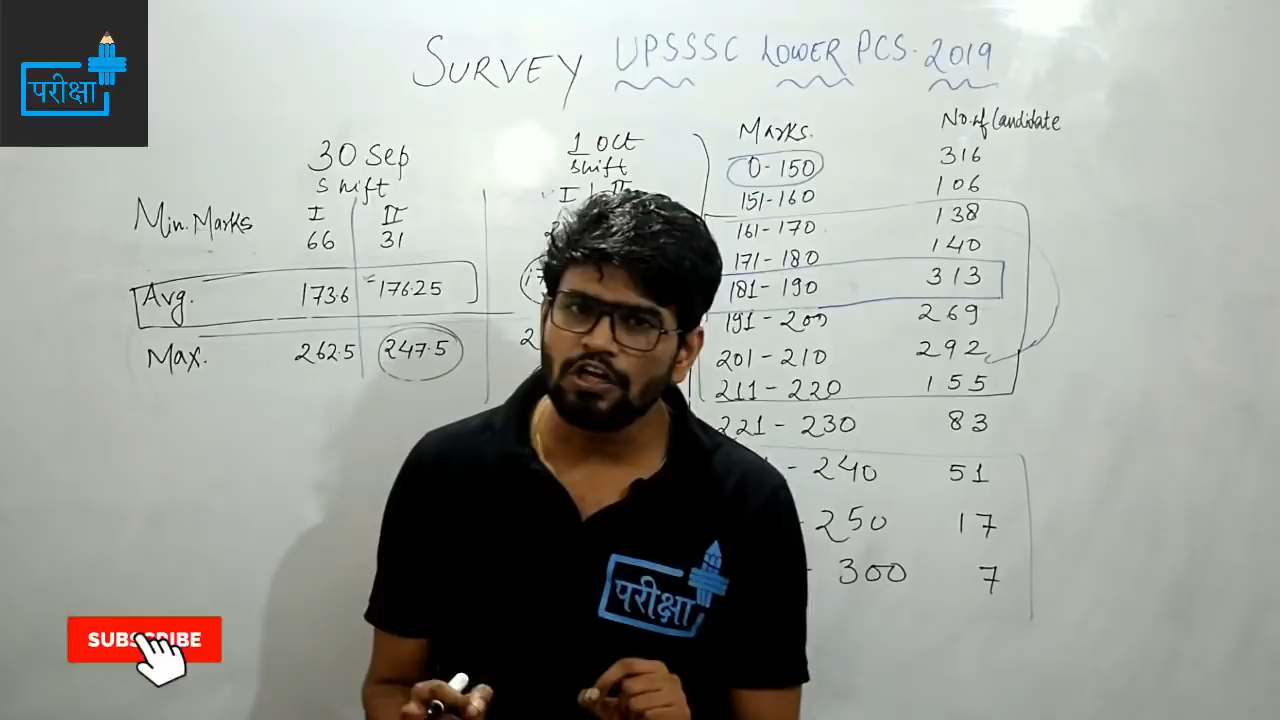 परीक्षा
SURVEY UPSSSC LOWER PCS-2019
30 Sep
Shift
I II
Min. Marks 66 31
Avg. 173.6 176.25
Max. 262.5 247.5
1 Oct
Shift
I II
Marks. No. of Candidate
0-150 316
151-160 106
161-170 138
171-180 140
181-190 313
191-200 269
201-210 292
211-220 155
221-230 83
-240 51
-250 17
300 7
परीक्षा
SUBSCRIBE